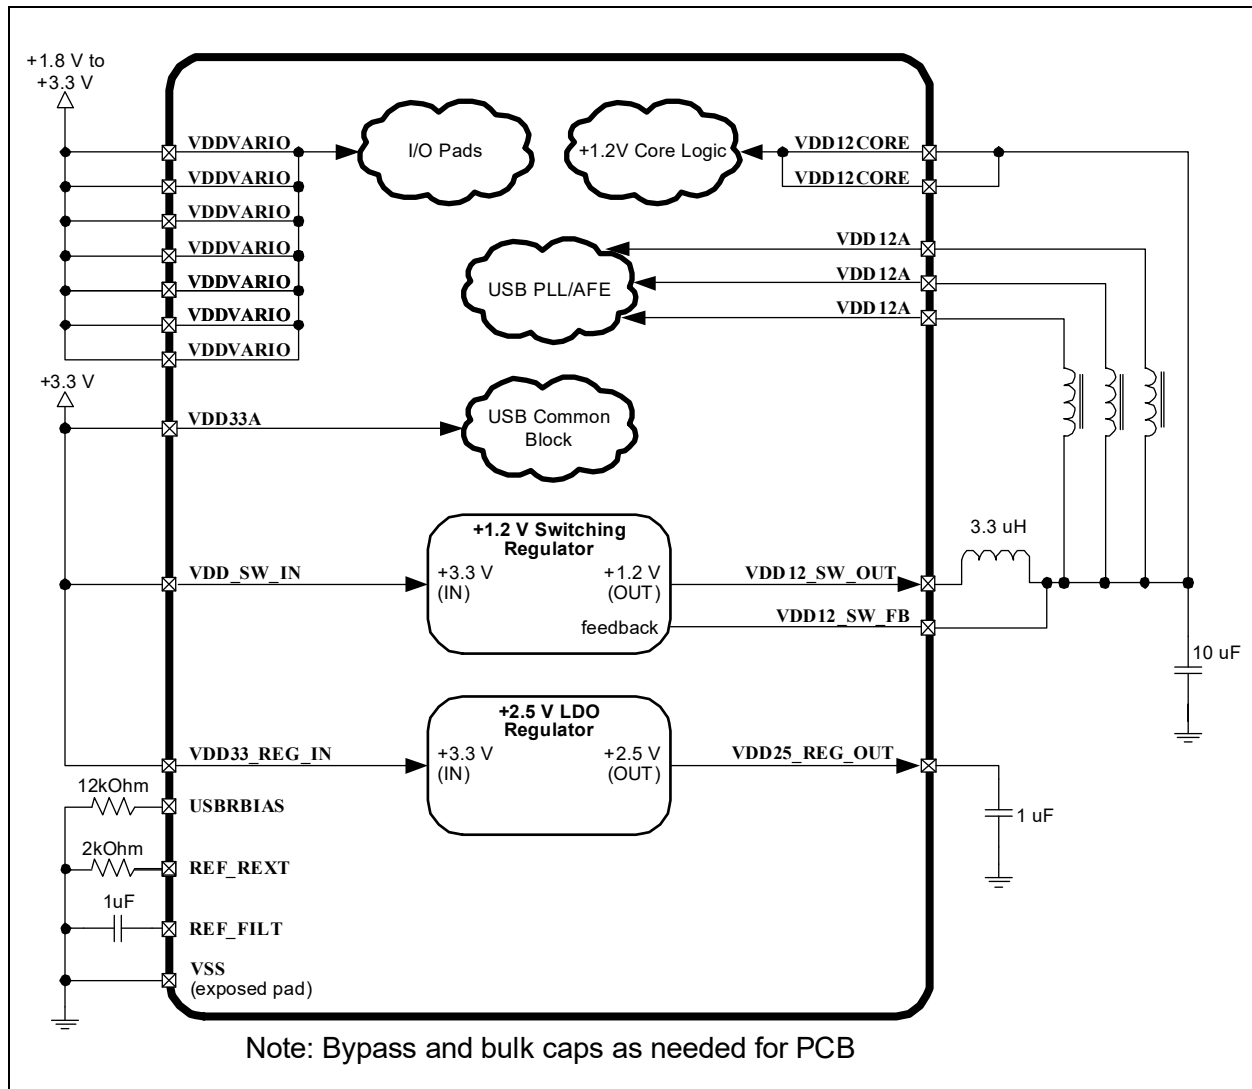 +1.8 V to
+3.3 V
VDDVARIO
I/O Pads
+1.2V Core Logic
VDD12CORE
VDDVARIO
VDD12CORE
VDDVARIO
VDDVARIO
VDD12A
VDDVARIO
USB PLL/AFE
VDD12A
VDDVARIO
VDD12A
VDDVARIO
+3.3 V
VDD33A
USB Common
Block
+1.2 V Switching
Regulator
3.3 uH
VDD_SW_IN
+3.3 V
(IN)
+1.2 V
(OUT)
VDD12_SW_OUT
feedback
VDD12_SW_FB
10 uF
+2.5 V LDO
Regulator
VDD33_REG_IN
+3.3 V
(IN)
+2.5 V
(OUT)
VDD25_REG_OUT
12kOhm
USBRBIAS
1 uF
2kOhm
REF_REXT
1uF
REF_FILT
VSS
(exposed pad)
Note: Bypass and bulk caps as needed for PCB